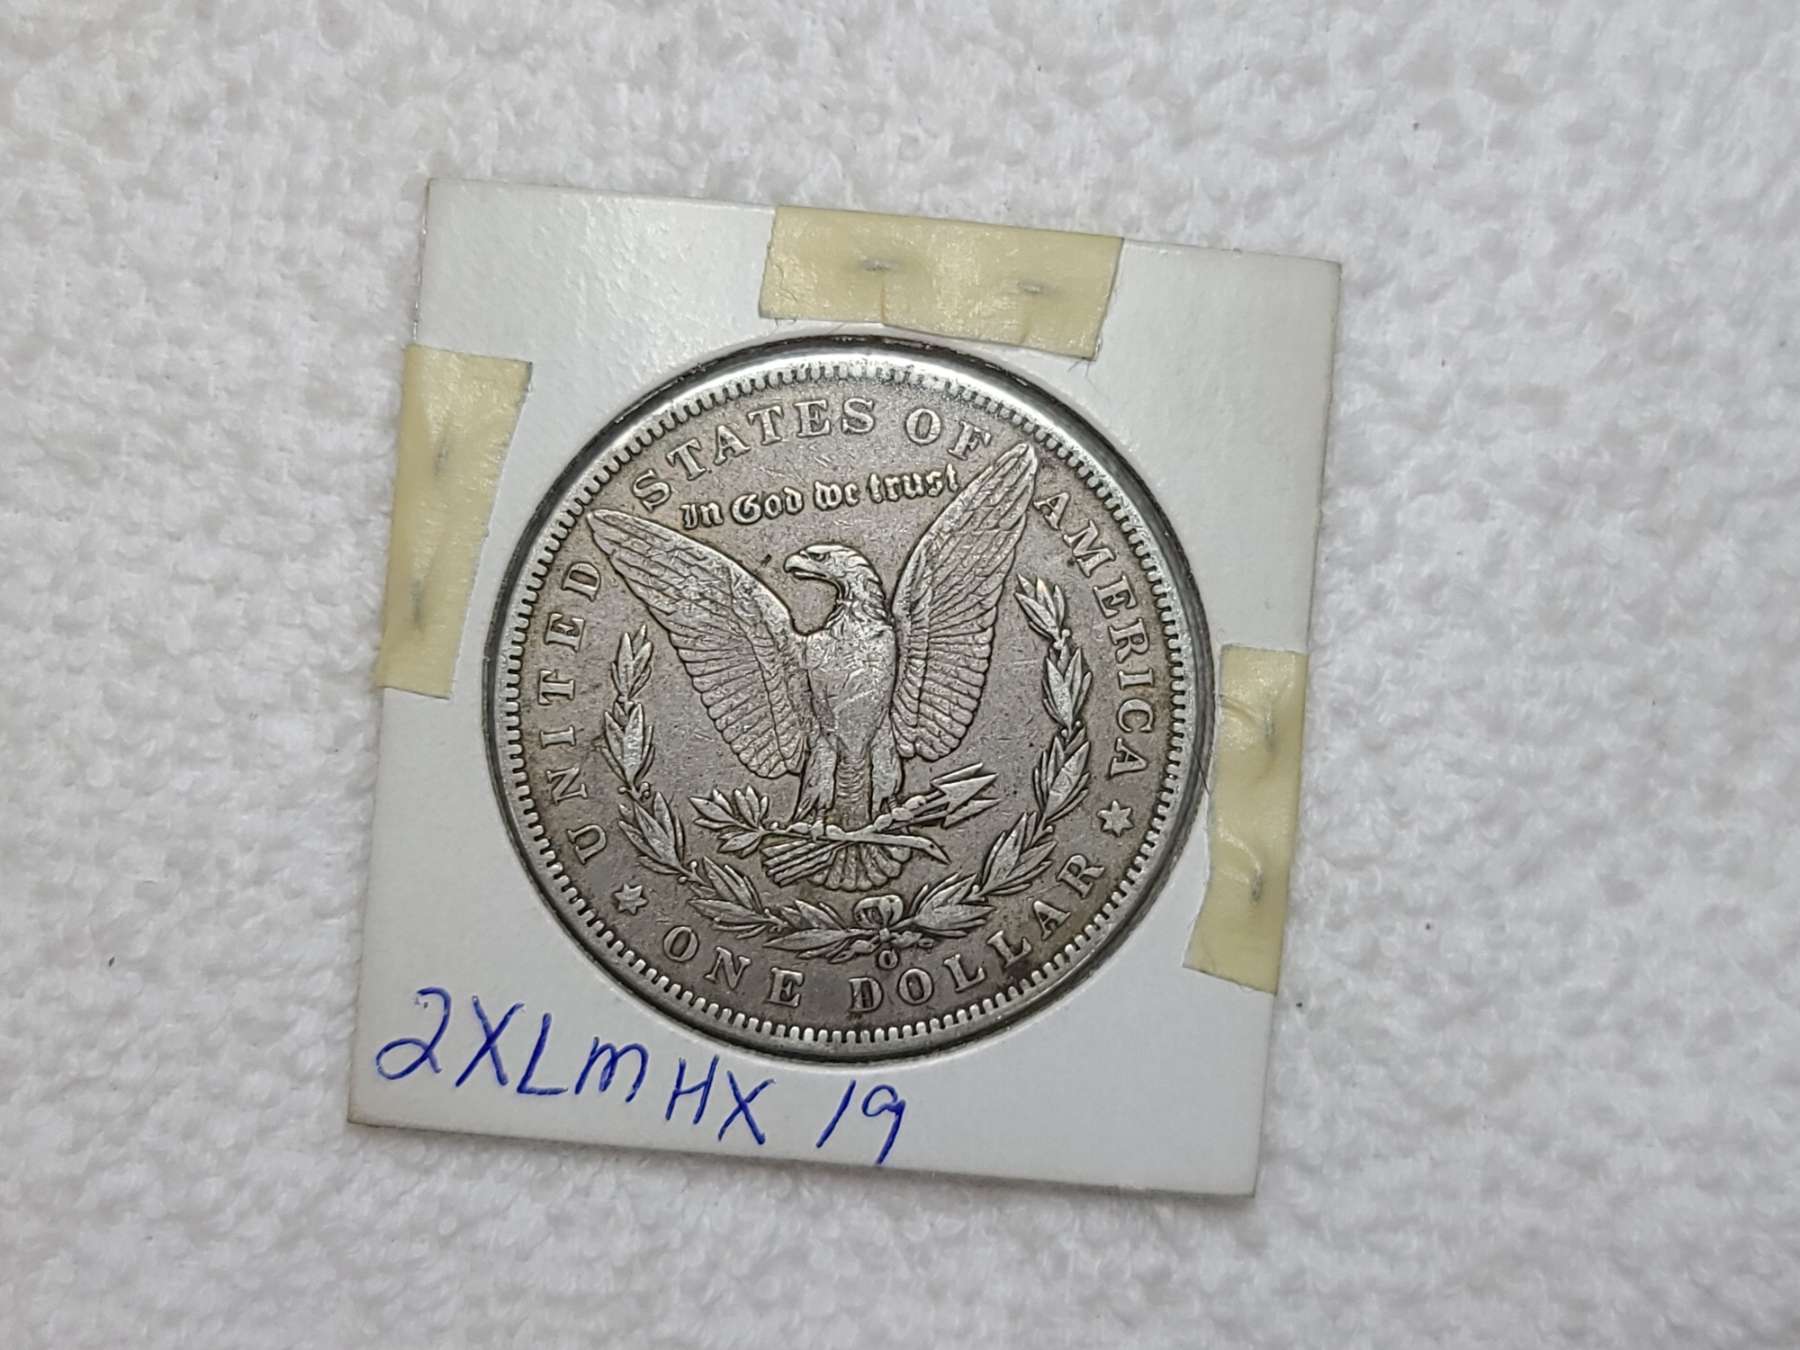 UNITED STATES OF AMERICA
In God we trust
O
ONE DOLLAR
2XLMHX 19